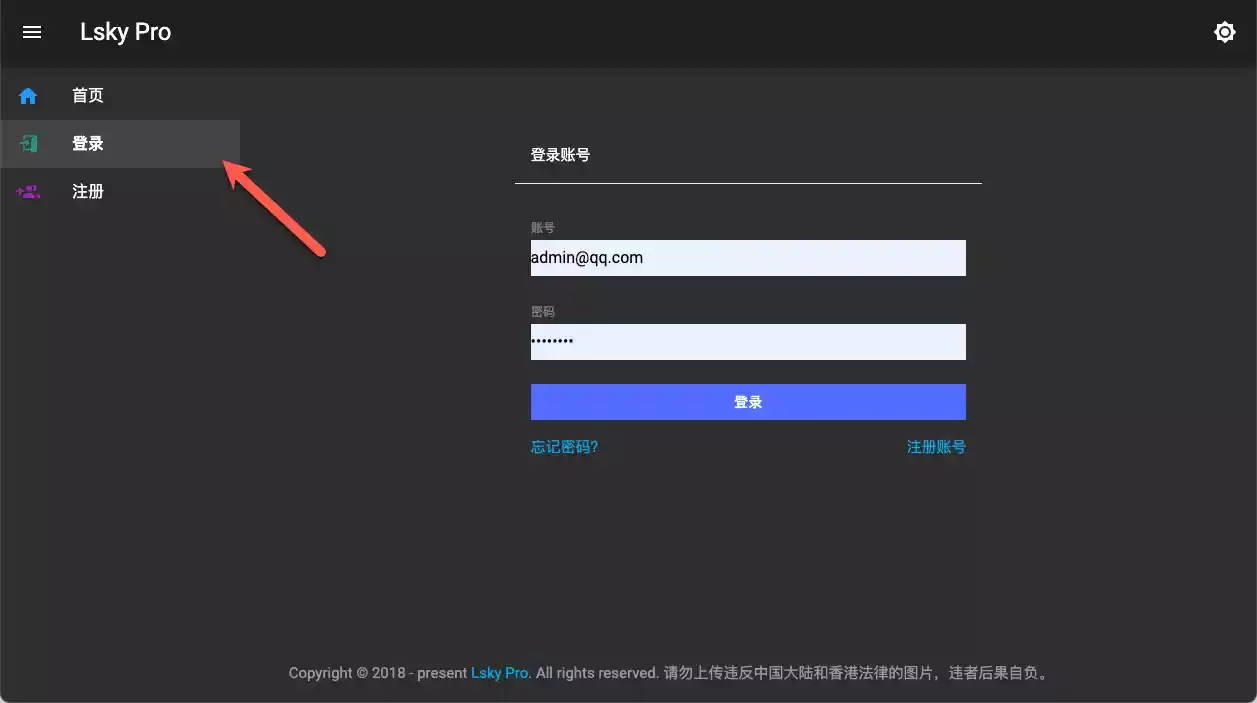 Lsky Pro
首页
登录
注册
登录账号
账号
admin@qq.com
密码
••••••••
登录
忘记密码?
注册账号
Copyright © 2018 - present Lsky Pro. All rights reserved. 请勿上传违反中国大陆和香港法律的图片，违者后果自负。